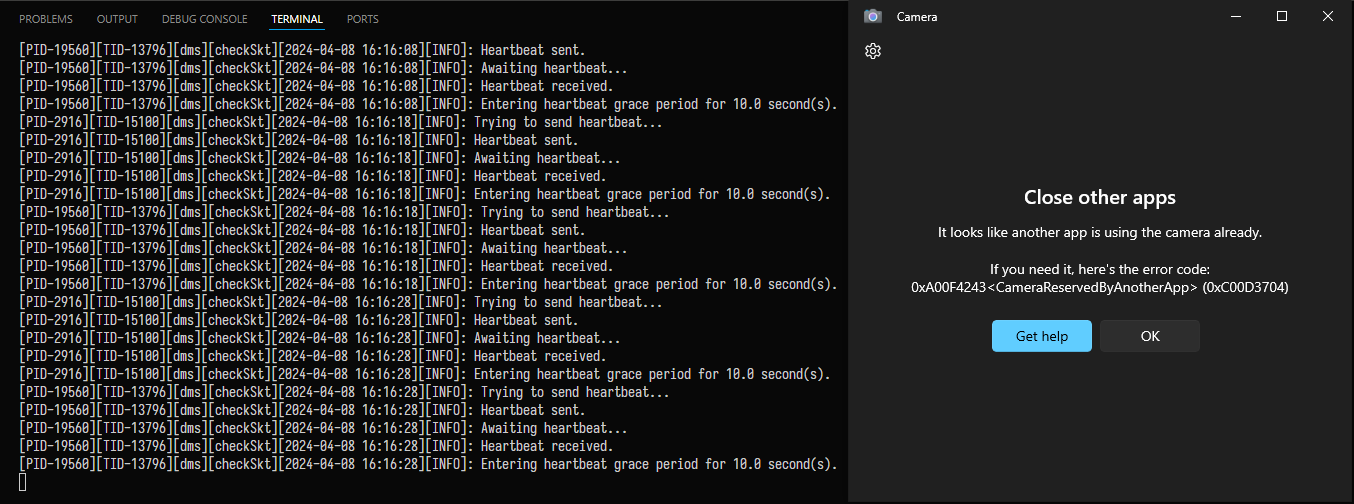 PROBLEMS OUTPUT DEBUG CONSOLE TERMINAL PORTS
[PID-19560][TID-13796][dms][checkSkt][2024-04-08 16:16:08][INFO]: Heartbeat sent.
[PID-19560][TID-13796][dms][checkSkt][2024-04-08 16:16:08][INFO]: Awaiting heartbeat...
[PID-19560][TID-13796][dms][checkSkt][2024-04-08 16:16:08][INFO]: Heartbeat received.
[PID-19560][TID-13796][dms][checkSkt][2024-04-08 16:16:08][INFO]: Entering heartbeat grace period for 10.0 second(s).
[PID-2916][TID-15100][dms][checkSkt][2024-04-08 16:16:18][INFO]: Trying to send heartbeat...
[PID-2916][TID-15100][dms][checkSkt][2024-04-08 16:16:18][INFO]: Heartbeat sent.
[PID-2916][TID-15100][dms][checkSkt][2024-04-08 16:16:18][INFO]: Awaiting heartbeat...
[PID-2916][TID-15100][dms][checkSkt][2024-04-08 16:16:18][INFO]: Heartbeat received.
[PID-2916][TID-15100][dms][checkSkt][2024-04-08 16:16:18][INFO]: Entering heartbeat grace period for 10.0 second(s).
[PID-19560][TID-13796][dms][checkSkt][2024-04-08 16:16:18][INFO]: Trying to send heartbeat...
[PID-19560][TID-13796][dms][checkSkt][2024-04-08 16:16:18][INFO]: Heartbeat sent.
[PID-19560][TID-13796][dms][checkSkt][2024-04-08 16:16:18][INFO]: Awaiting heartbeat...
[PID-19560][TID-13796][dms][checkSkt][2024-04-08 16:16:18][INFO]: Heartbeat received.
[PID-19560][TID-13796][dms][checkSkt][2024-04-08 16:16:18][INFO]: Entering heartbeat grace period for 10.0 second(s).
[PID-2916][TID-15100][dms][checkSkt][2024-04-08 16:16:28][INFO]: Trying to send heartbeat...
[PID-2916][TID-15100][dms][checkSkt][2024-04-08 16:16:28][INFO]: Heartbeat sent.
[PID-2916][TID-15100][dms][checkSkt][2024-04-08 16:16:28][INFO]: Awaiting heartbeat...
[PID-2916][TID-15100][dms][checkSkt][2024-04-08 16:16:28][INFO]: Heartbeat received.
[PID-2916][TID-15100][dms][checkSkt][2024-04-08 16:16:28][INFO]: Entering heartbeat grace period for 10.0 second(s).
[PID-19560][TID-13796][dms][checkSkt][2024-04-08 16:16:28][INFO]: Trying to send heartbeat...
[PID-19560][TID-13796][dms][checkSkt][2024-04-08 16:16:28][INFO]: Heartbeat sent.
[PID-19560][TID-13796][dms][checkSkt][2024-04-08 16:16:28][INFO]: Awaiting heartbeat...
[PID-19560][TID-13796][dms][checkSkt][2024-04-08 16:16:28][INFO]: Heartbeat received.
[PID-19560][TID-13796][dms][checkSkt][2024-04-08 16:16:28][INFO]: Entering heartbeat grace period for 10.0 second(s).
Camera
Close other apps
It looks like another app is using the camera already.
If you need it, here's the error code:
0xA00F4243<CameraReservedByAnotherApp> (0xC00D3704)
Get help OK